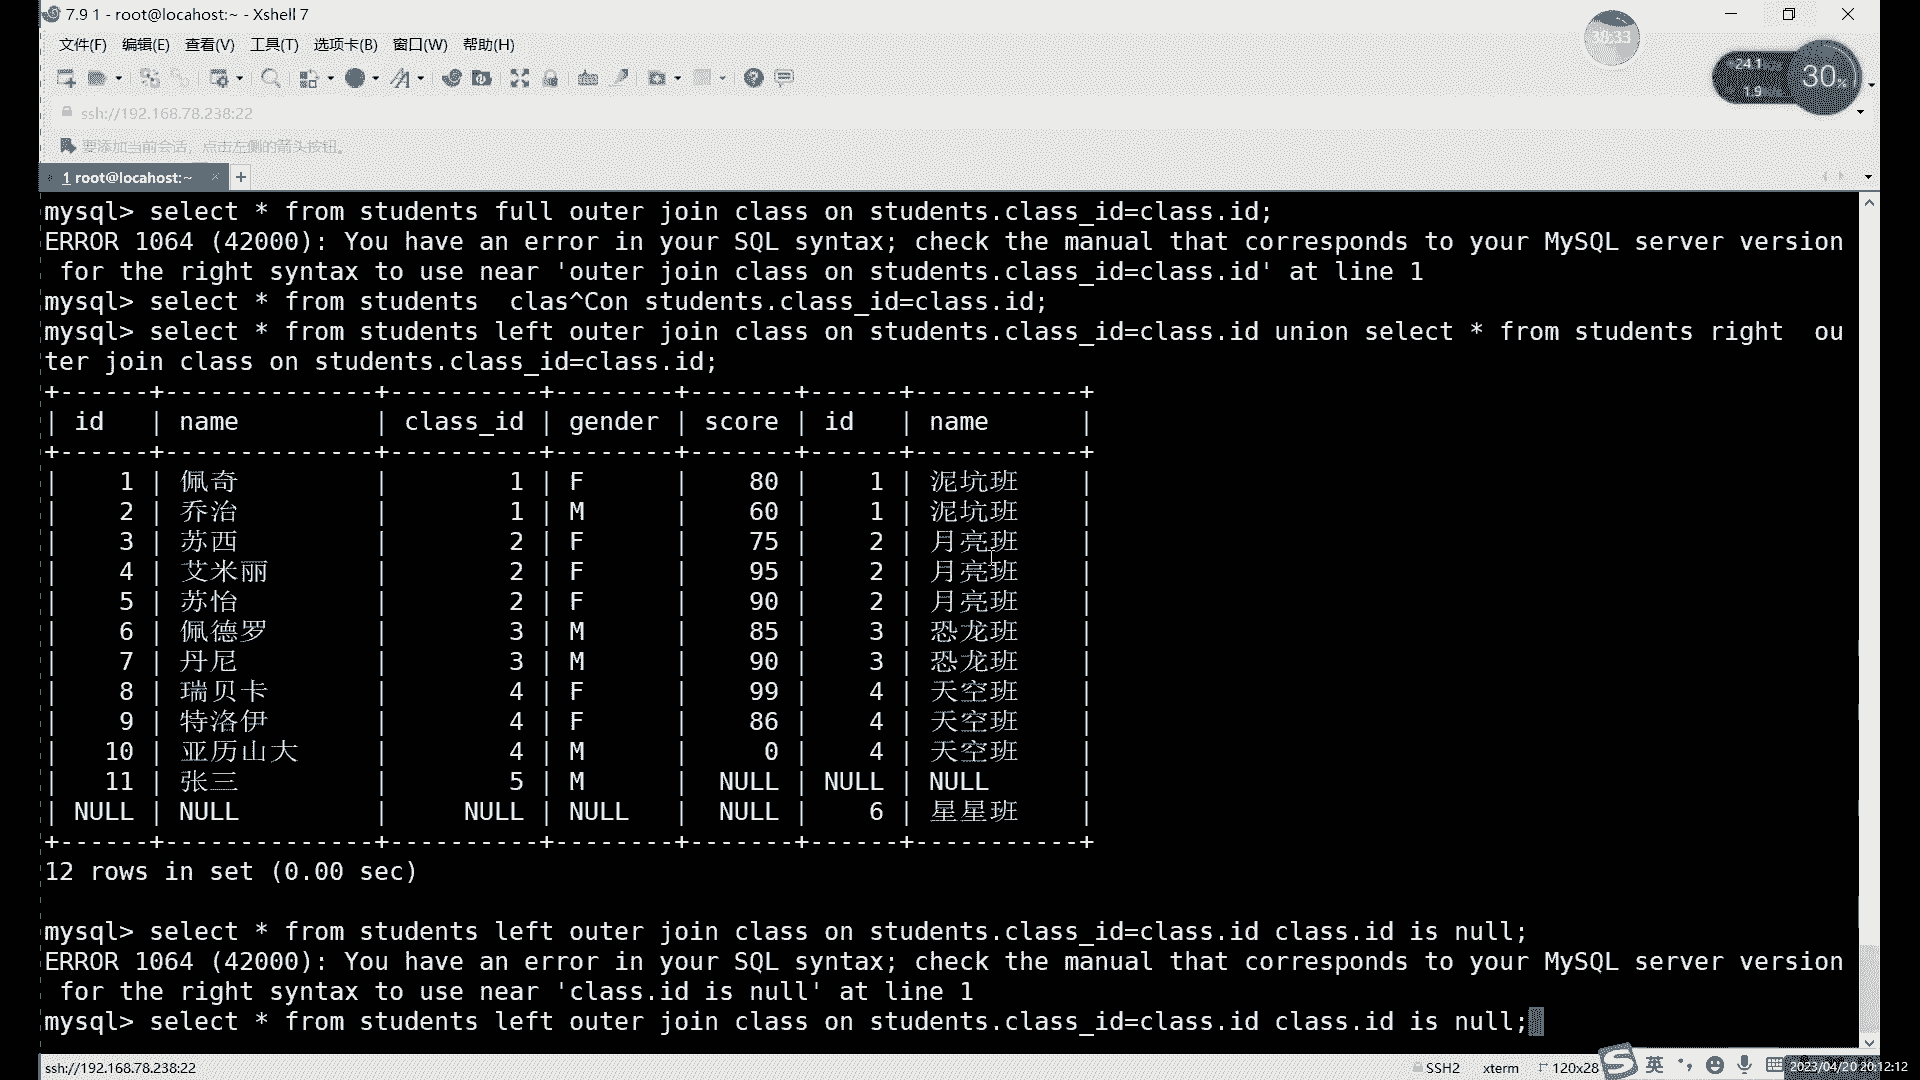 7.9 1 - root@locahost:~ - Xshell 7
文件(F) 编辑(E) 查看(V) 工具(T) 选项卡(B) 窗口(W) 帮助(H)
38:33
24.1
1.9
30%
ssh://192.168.78.238:22
要添加当前会话，点击左侧的箭头按钮。
1 root@locahost:~ × +
mysql> select * from students full outer join class on students.class_id=class.id;
ERROR 1064 (42000): You have an error in your SQL syntax; check the manual that corresponds to your MySQL server version
 for the right syntax to use near 'outer join class on students.class_id=class.id' at line 1
mysql> select * from students  clas^Con students.class_id=class.id;
mysql> select * from students left outer join class on students.class_id=class.id union select * from students right  ou
ter join class on students.class_id=class.id;
+------+--------------+----------+--------+-------+------+-----------+
| id   | name         | class_id | gender | score | id   | name      |
+------+--------------+----------+--------+-------+------+-----------+
|    1 | 佩奇         |        1 | F      |    80 |    1 | 泥坑班    |
|    2 | 乔治         |        1 | M      |    60 |    1 | 泥坑班    |
|    3 | 苏西         |        2 | F      |    75 |    2 | 月亮班    |
|    4 | 艾米丽       |        2 | F      |    95 |    2 | 月亮班    |
|    5 | 苏怡         |        2 | F      |    90 |    2 | 月亮班    |
|    6 | 佩德罗       |        3 | M      |    85 |    3 | 恐龙班    |
|    7 | 丹尼         |        3 | M      |    90 |    3 | 恐龙班    |
|    8 | 瑞贝卡       |        4 | F      |    99 |    4 | 天空班    |
|    9 | 特洛伊       |        4 | F      |    86 |    4 | 天空班    |
|   10 | 亚历山大     |        4 | M      |     0 |    4 | 天空班    |
|   11 | 张三         |        5 | M      |  NULL | NULL | NULL      |
| NULL | NULL         |     NULL | NULL   |  NULL |    6 | 星星班    |
+------+--------------+----------+--------+-------+------+-----------+
12 rows in set (0.00 sec)
mysql> select * from students left outer join class on students.class_id=class.id class.id is null;
ERROR 1064 (42000): You have an error in your SQL syntax; check the manual that corresponds to your MySQL server version
 for the right syntax to use near 'class.id is null' at line 1
mysql> select * from students left outer join class on students.class_id=class.id class.id is null;
ssh://192.168.78.238:22 SSH2 xterm 120x28 英 2023/04/20 20:12:12